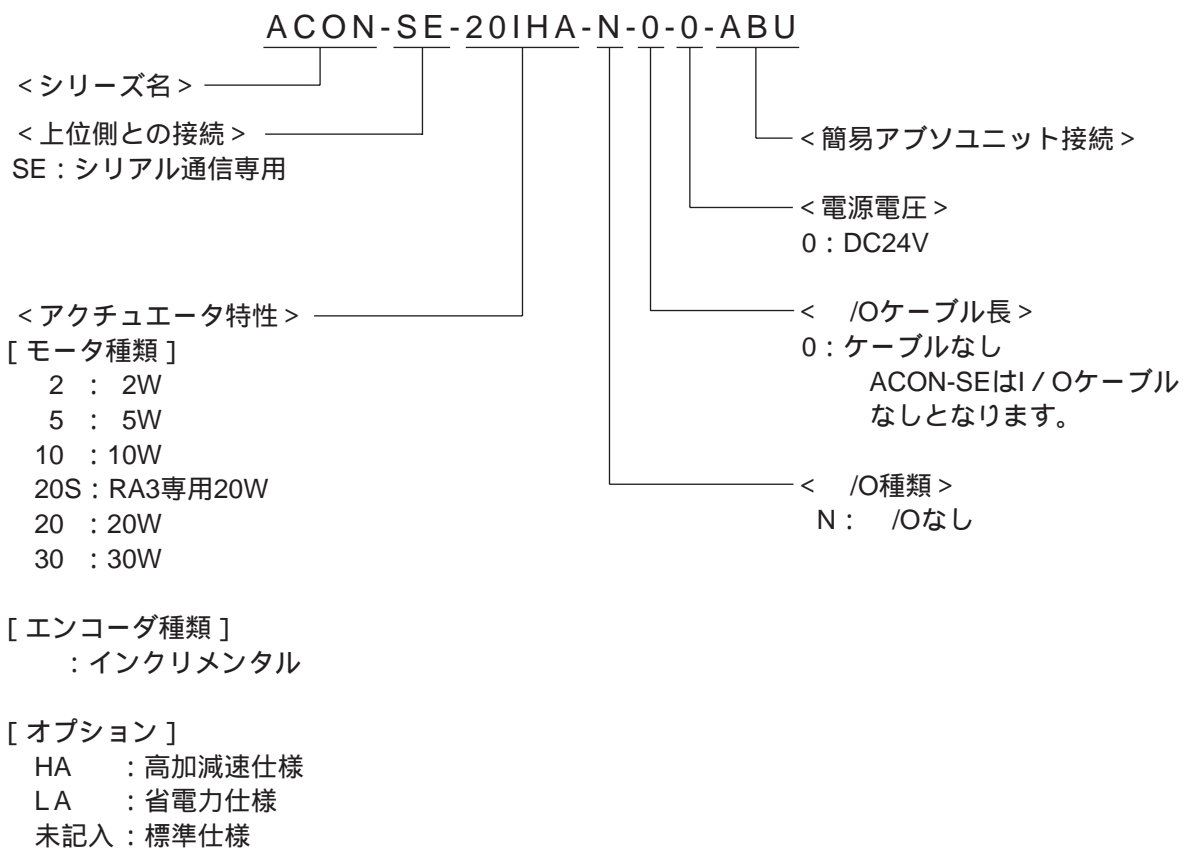 ACON-SE-20IHA-N-0-0-ABU
<シリーズ名>
<上位側との接続>
SE:シリアル通信専用
<アクチュエータ特性>
[モータ種類]
2 : 2W
5 : 5W
10 :10W
20S:RA3専用20W
20 :20W
30 :30W
[エンコーダ種類]
:インクリメンタル
[オプション]
HA :高加減速仕様
LA :省電力仕様
未記入:標準仕様
<簡易アブソユニット接続>
<電源電圧>
0:DC24V
< /Oケーブル長>
0:ケーブルなし
ACON-SEはI/Oケーブル
なしとなります。
< /O種類>
N: /Oなし